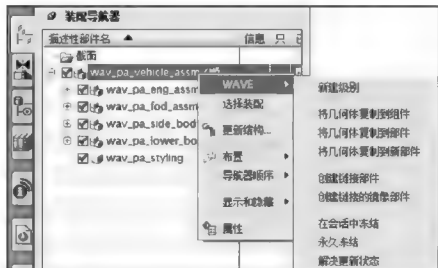 装配导航器
描述性部件名 信息 只
截面
wav_pa_vehicle_assm
wav_pa_eng_assm
wav_pa_fod_assm
wav_pa_side_bod
wav_pa_lower_bo
wav_pa_styling
WAVE
选择装配
更新结构...
布置
导航器顺序
显示和隐藏
属性
新建级别
将几何体复制到组件
将几何体复制到部件
将几何体复制到新部件
创建链接部件
创建链接的镜像部件
在会话中冻结
永久冻结
解决更新状态